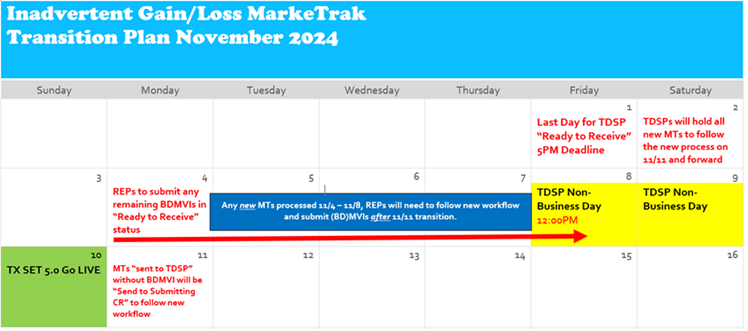 Inadvertent Gain/Loss MarkeTrak
Transition Plan November 2024
Sunday
Monday
Tuesday
Wednesday
Thursday
Friday
Saturday
1
Last Day for TDSP
“Ready to Receive”
5PM Deadline
2
TDSPs will hold all
new MTs to follow
the new process on
11/11 and forward
3
4
REPs to submit any
remaining BDMVIs in
“Ready to Receive”
status
5
6
7
Any new MTs processed 11/4 – 11/8, REPs will need to follow new workflow
and submit (BD)MVIs after 11/11 transition.
8
TDSP Non-
Business Day
12:00PM
9
TDSP Non-
Business Day
10
TX SET 5.0 Go LIVE
11
MTs “sent to TDSP”
without BDMVI will be
“Send to Submitting
CR” to follow new
workflow
12
13
14
15
16